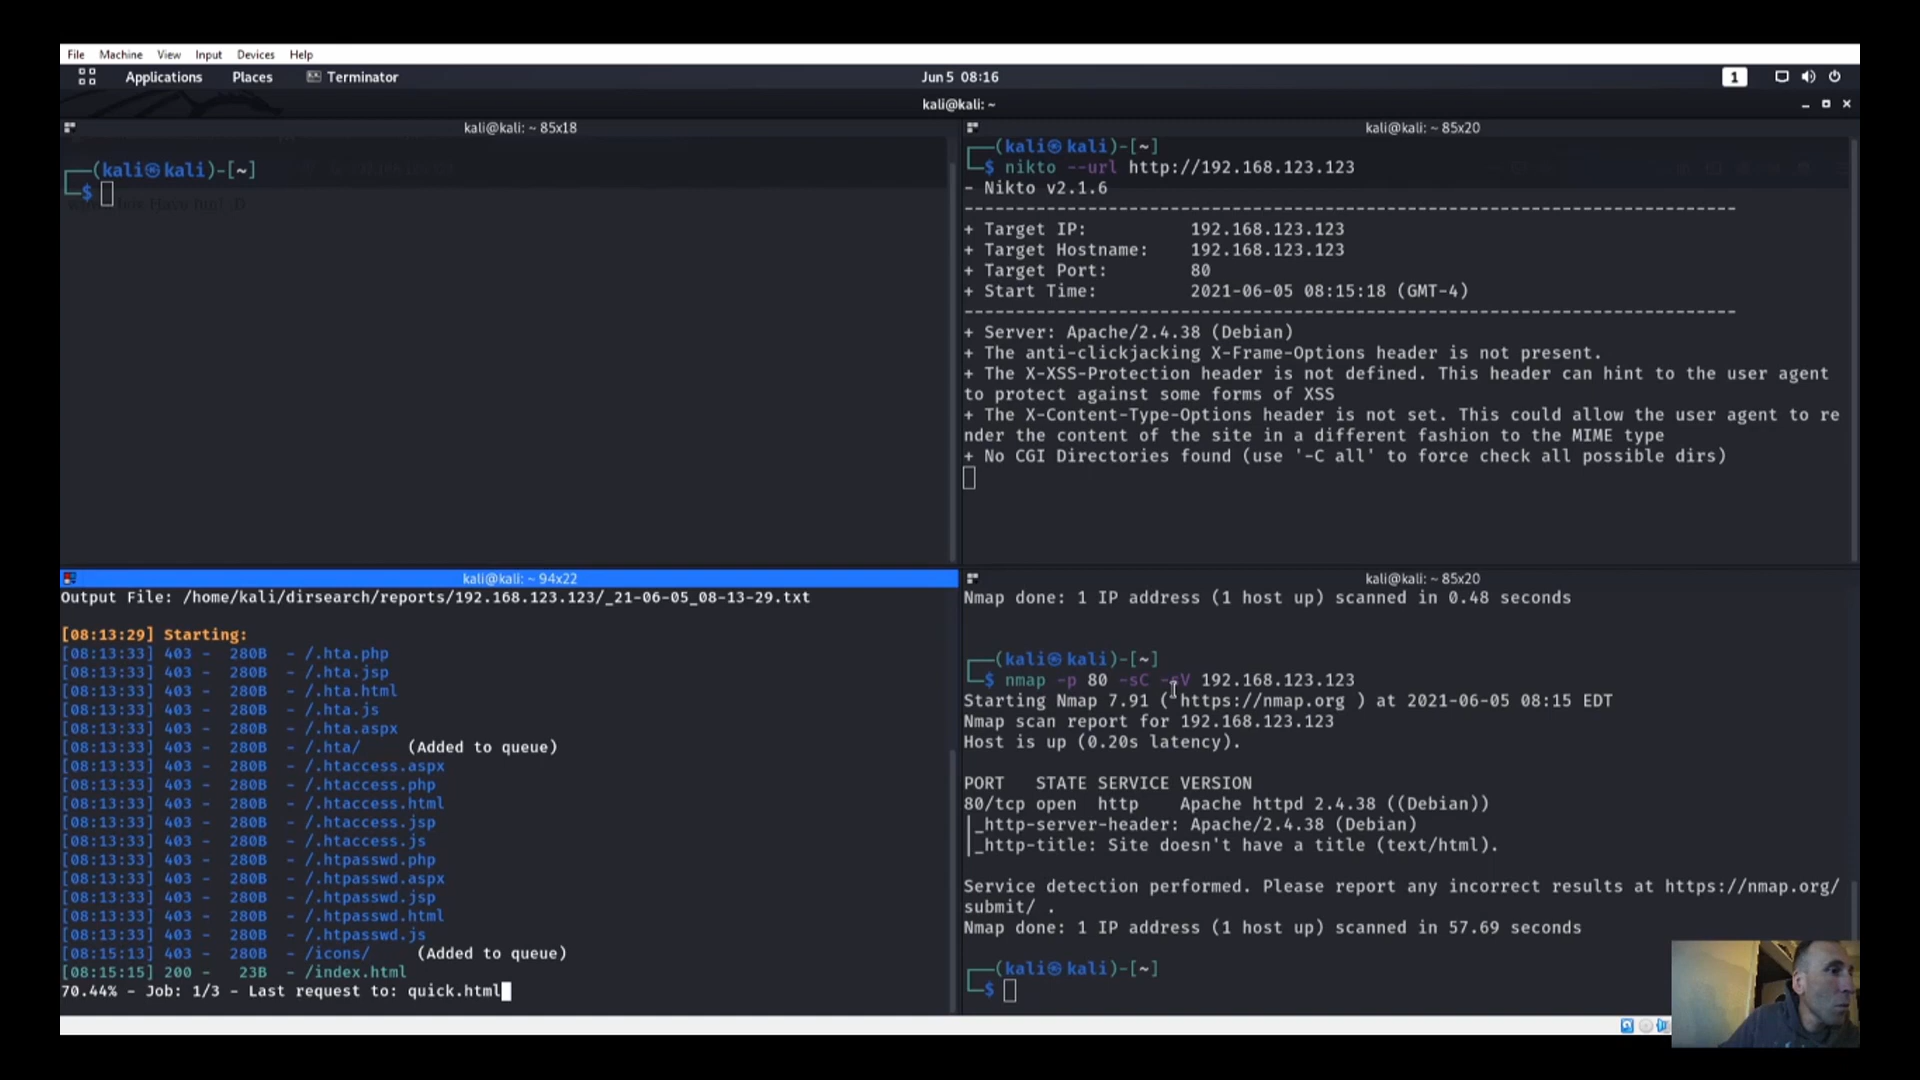 File Machine View Input Devices Help
Applications Places Terminator Jun 5 08:16 1
kali@kali: ~
kali@kali: ~ 85x18
┌──(kali㉿kali)-[~]
└─$
kali@kali: ~ 85x20
┌──(kali㉿kali)-[~]
└─$ nikto --url http://192.168.123.123
- Nikto v2.1.6
---------------------------------------------------------------------------
+ Target IP:          192.168.123.123
+ Target Hostname:    192.168.123.123
+ Target Port:        80
+ Start Time:         2021-06-05 08:15:18 (GMT-4)
---------------------------------------------------------------------------
+ Server: Apache/2.4.38 (Debian)
+ The anti-clickjacking X-Frame-Options header is not present.
+ The X-XSS-Protection header is not defined. This header can hint to the user agent
to protect against some forms of XSS
+ The X-Content-Type-Options header is not set. This could allow the user agent to re
nder the content of the site in a different fashion to the MIME type
+ No CGI Directories found (use '-C all' to force check all possible dirs)
kali@kali: ~ 94x22
Output File: /home/kali/dirsearch/reports/192.168.123.123/_21-06-05_08-13-29.txt
[08:13:29] Starting:
[08:13:33] 403 -  280B  - /.hta.php
[08:13:33] 403 -  280B  - /.hta.jsp
[08:13:33] 403 -  280B  - /.hta.html
[08:13:33] 403 -  280B  - /.hta.js
[08:13:33] 403 -  280B  - /.hta.aspx
[08:13:33] 403 -  280B  - /.hta/     (Added to queue)
[08:13:33] 403 -  280B  - /.htaccess.aspx
[08:13:33] 403 -  280B  - /.htaccess.php
[08:13:33] 403 -  280B  - /.htaccess.html
[08:13:33] 403 -  280B  - /.htaccess.jsp
[08:13:33] 403 -  280B  - /.htaccess.js
[08:13:33] 403 -  280B  - /.htpasswd.php
[08:13:33] 403 -  280B  - /.htpasswd.aspx
[08:13:33] 403 -  280B  - /.htpasswd.jsp
[08:13:33] 403 -  280B  - /.htpasswd.html
[08:13:33] 403 -  280B  - /.htpasswd.js
[08:15:13] 403 -  280B  - /icons/     (Added to queue)
[08:15:15] 200 -   23B  - /index.html
70.44% - Job: 1/3 - Last request to: quick.html
kali@kali: ~ 85x20
Nmap done: 1 IP address (1 host up) scanned in 0.48 seconds
┌──(kali㉿kali)-[~]
└─$ nmap -p 80 -sC -sV 192.168.123.123
Starting Nmap 7.91 ( https://nmap.org ) at 2021-06-05 08:15 EDT
Nmap scan report for 192.168.123.123
Host is up (0.20s latency).
PORT   STATE SERVICE VERSION
80/tcp open  http    Apache httpd 2.4.38 ((Debian))
|_http-server-header: Apache/2.4.38 (Debian)
|_http-title: Site doesn't have a title (text/html).
Service detection performed. Please report any incorrect results at https://nmap.org/
submit/ .
Nmap done: 1 IP address (1 host up) scanned in 57.69 seconds
┌──(kali㉿kali)-[~]
└─$